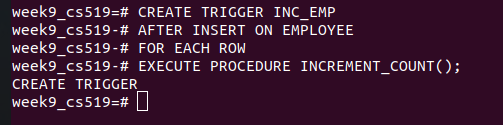 week9_cs519=# CREATE TRIGGER INC_EMP
week9_cs519-# AFTER INSERT ON EMPLOYEE
week9_cs519-# FOR EACH ROW
week9_cs519-# EXECUTE PROCEDURE INCREMENT_COUNT();
CREATE TRIGGER
week9_cs519=#